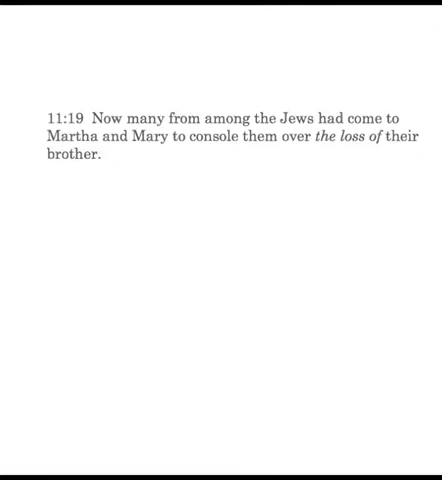 11:19 Now many from among the Jews had come to
Martha and Mary to console them over the loss of their
brother.